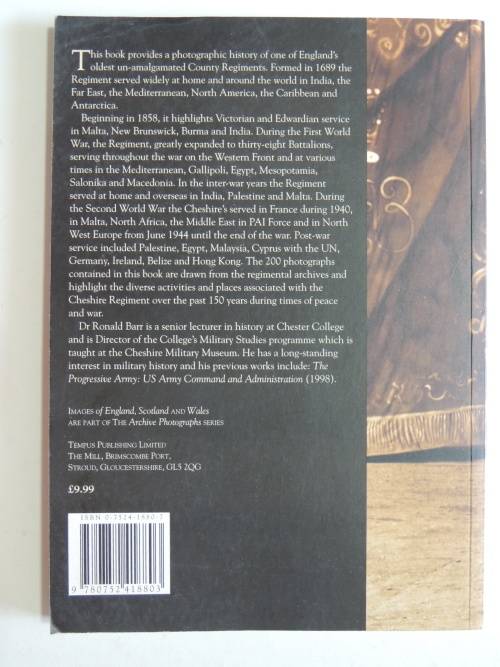 This book provides a photographic history of one of England's
oldest un-amalgamated County Regiments. Formed in 1689 the
Regiment served widely at home and around the world in India, the
Far East, the Mediterranean, North America, the Caribbean and
Antarctica.
Beginning in 1858, it highlights Victorian and Edwardian service
in Malta, New Brunswick, Burma and India. During the First World
War, the Regiment, greatly expanded to thirty-eight Battalions,
serving throughout the war on the Western Front and at various
times in the Mediterranean, Gallipoli, Egypt, Mesopotamia,
Salonika and Macedonia. In the inter-war years the Regiment
served at home and overseas in India, Palestine and Malta. During
the Second World War the Cheshire's served in France during 1940,
in Malta, North Africa, the Middle East in PAI Force and in North
West Europe from June 1944 until the end of the war. Post-war
service included Palestine, Egypt, Malaysia, Cyprus with the UN,
Germany, Ireland, Belize and Hong Kong. The 200 photographs
contained in this book are drawn from the regimental archives and
highlight the diverse activities and places associated with the
Cheshire Regiment over the past 150 years during times of peace
and war.
Dr Ronald Barr is a senior lecturer in history at Chester College
and is Director of the College's Military Studies programme which is
taught at the Cheshire Military Museum. He has a long-standing
interest in military history and his previous works include: The
Progressive Army: US Army Command and Administration (1998).
IMAGES of ENGLAND, SCOTLAND AND WALES
ARE PART OF THE Archive Photographs SERIES
TEMPUS PUBLISHING LIMITED
THE MILL, BRIMSCOMBE PORT,
STROUD, GLOUCESTERSHIRE, GL5 2QG
£9.99
ISBN 0-7524-1880-1
9 780752 418803